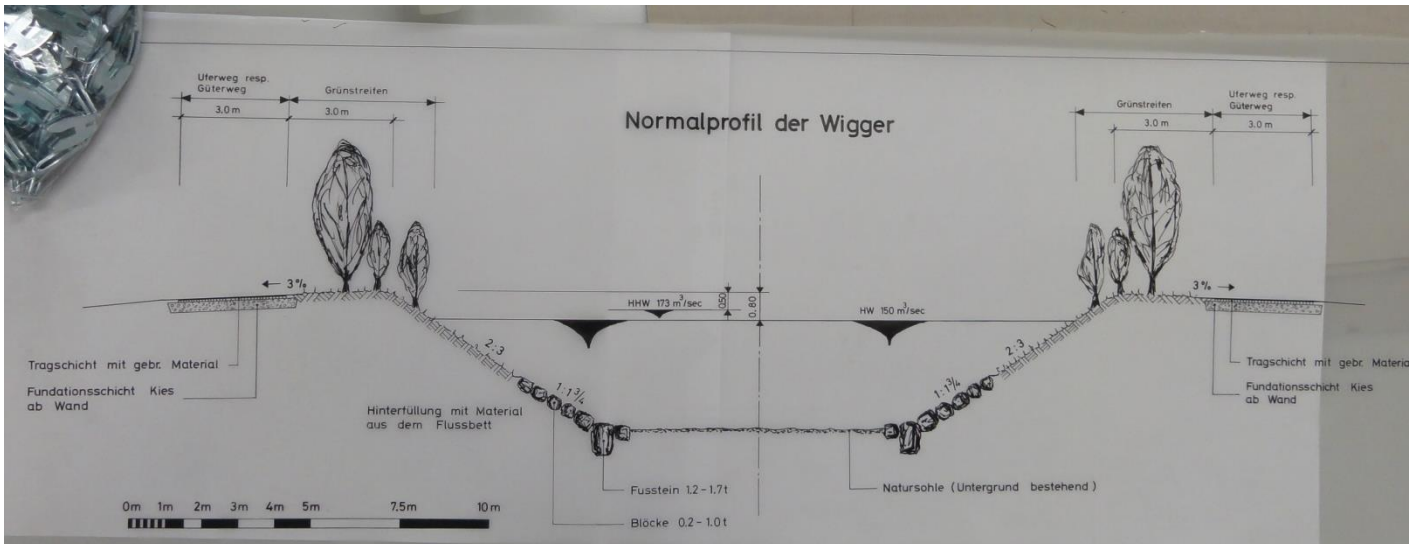 Uferweg resp.
Güterweg
Grünstreifen
3.0 m
3.0 m
Normalprofil der Wigger
Grünstreifen
Uferweg resp.
Güterweg
3.0 m
3.0 m
3%
HHW 173 m³/sec
0.50
0.80
HW 150 m³/sec
3%
2:3
2:3
1:1¾
1:1¾
Tragschicht mit gebr. Material
Fundationsschicht Kies
ab Wand
Hinterfüllung mit Material
aus dem Flussbett
Tragschicht mit gebr. Material
Fundationsschicht Kies
ab Wand
Fusstein 1.2-1.7t
Natursohle (Untergrund bestehend)
Blöcke 0.2-1.0t
0m 1m 2m 3m 4m 5m 7.5m 10m